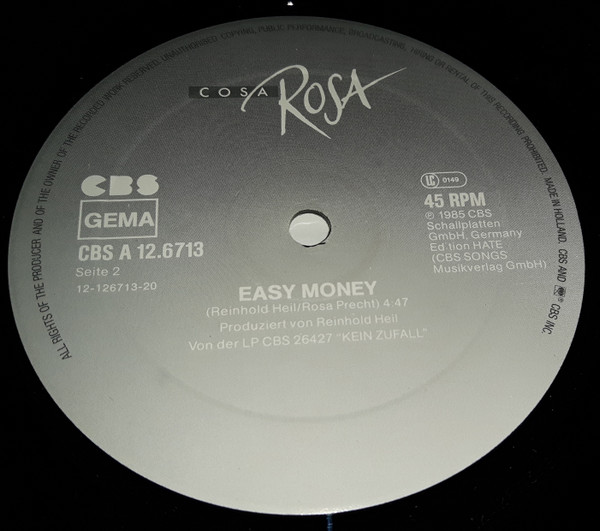 ALL RIGHTS OF THE PRODUCER AND OF THE OWNER OF THE RECORDED WORK RESERVED. UNAUTHORISED COPYING, PUBLIC PERFORMANCE, BROADCASTING, HIRING OR RENTAL OF THIS RECORDING PROHIBITED. MADE IN HOLLAND. CBS AND ® CBS INC.
COSA ROSA
CBS
GEMA
CBS A 12.6713
Seite 2
12-126713-20
LC 0149
45 RPM
℗ 1985 CBS
Schallplatten
GmbH, Germany
Ed tion HATE
(CBS SONGS
Musikverlag GmbH)
EASY MONEY
(Reinhold Heil/Rosa Precht) 4:47
Produziert von Reinhold Heil
Von der LP CBS 26427 "KEIN ZUFALL"